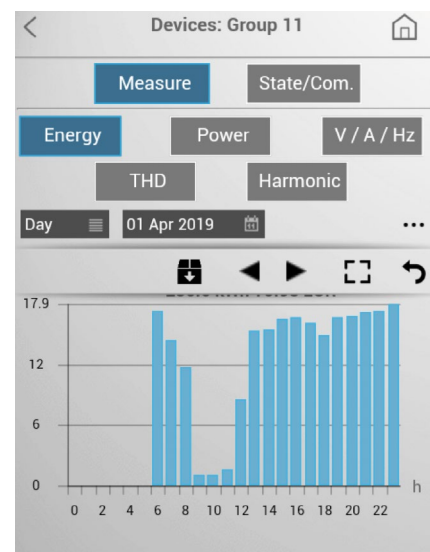 Devices: Group 11
Measure State/Com.
Energy Power V / A / Hz
THD Harmonic
Day 01 Apr 2019
17.9
12
6
0
0 2 4 6 8 10 12 14 16 18 20 22 h